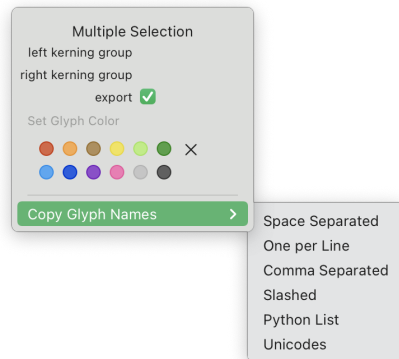 Multiple Selection
left kerning group
right kerning group
export
Set Glyph Color
Copy Glyph Names
Space Separated
One per Line
Comma Separated
Slashed
Python List
Unicodes